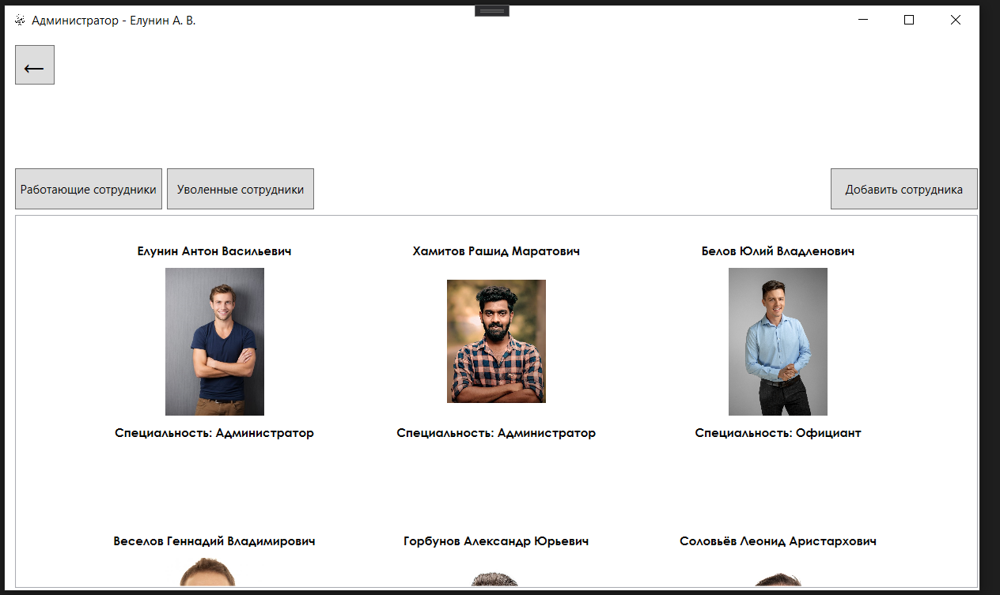 Администратор - Елунин А. В.
←
Работающие сотрудники
Уволенные сотрудники
Добавить сотрудника
Елунин Антон Васильевич
Хамитов Рашид Маратович
Белов Юлий Владленович
Специальность: Администратор
Специальность: Администратор
Специальность: Официант
Веселов Геннадий Владимирович
Горбунов Александр Юрьевич
Соловьёв Леонид Аристархович